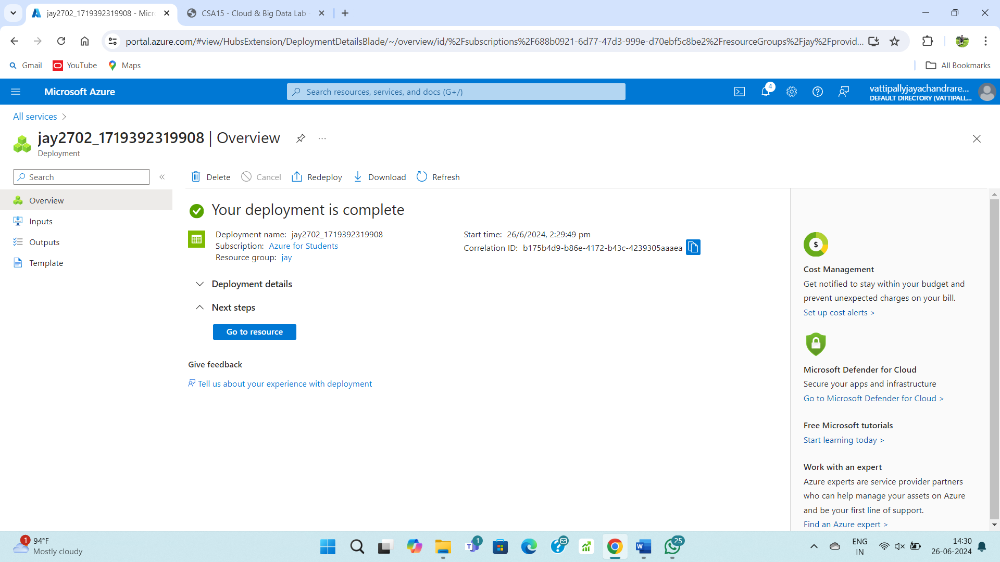 jay2702_1719392319908 - Micr
CSA15 - Cloud & Big Data Lab -
portal.azure.com/#view/HubsExtension/DeploymentDetailsBlade/~/overview/id/%2Fsubscriptions%2F688b0921-6d77-47d3-999e-d70ebf5c8be2%2FresourceGroups%2Fjay%2Fprovid...
Gmail
YouTube
Maps
All Bookmarks
Microsoft Azure
Search resources, services, and docs (G+/)
4
vattipallyjayachandrare...
DEFAULT DIRECTORY (VATTIPALL...
All services
jay2702_1719392319908 | Overview
...
Deployment
Search
«
Delete
Cancel
Redeploy
Download
Refresh
Overview
Inputs
Outputs
Template
Your deployment is complete
Deployment name: jay2702_1719392319908
Subscription: Azure for Students
Resource group: jay
Start time: 26/6/2024, 2:29:49 pm
Correlation ID: b175b4d9-b86e-4172-b43c-4239305aaaea
Deployment details
Next steps
Go to resource
Give feedback
Tell us about your experience with deployment
$
Cost Management
Get notified to stay within your budget and
prevent unexpected charges on your bill.
Set up cost alerts >
Microsoft Defender for Cloud
Secure your apps and infrastructure
Go to Microsoft Defender for Cloud >
Free Microsoft tutorials
Start learning today >
Work with an expert
Azure experts are service provider partners
who can help manage your assets on Azure
and be your first line of support.
Find an Azure expert >
1
94°F
Mostly cloudy
1
25
ENG
IN
14:30
26-06-2024